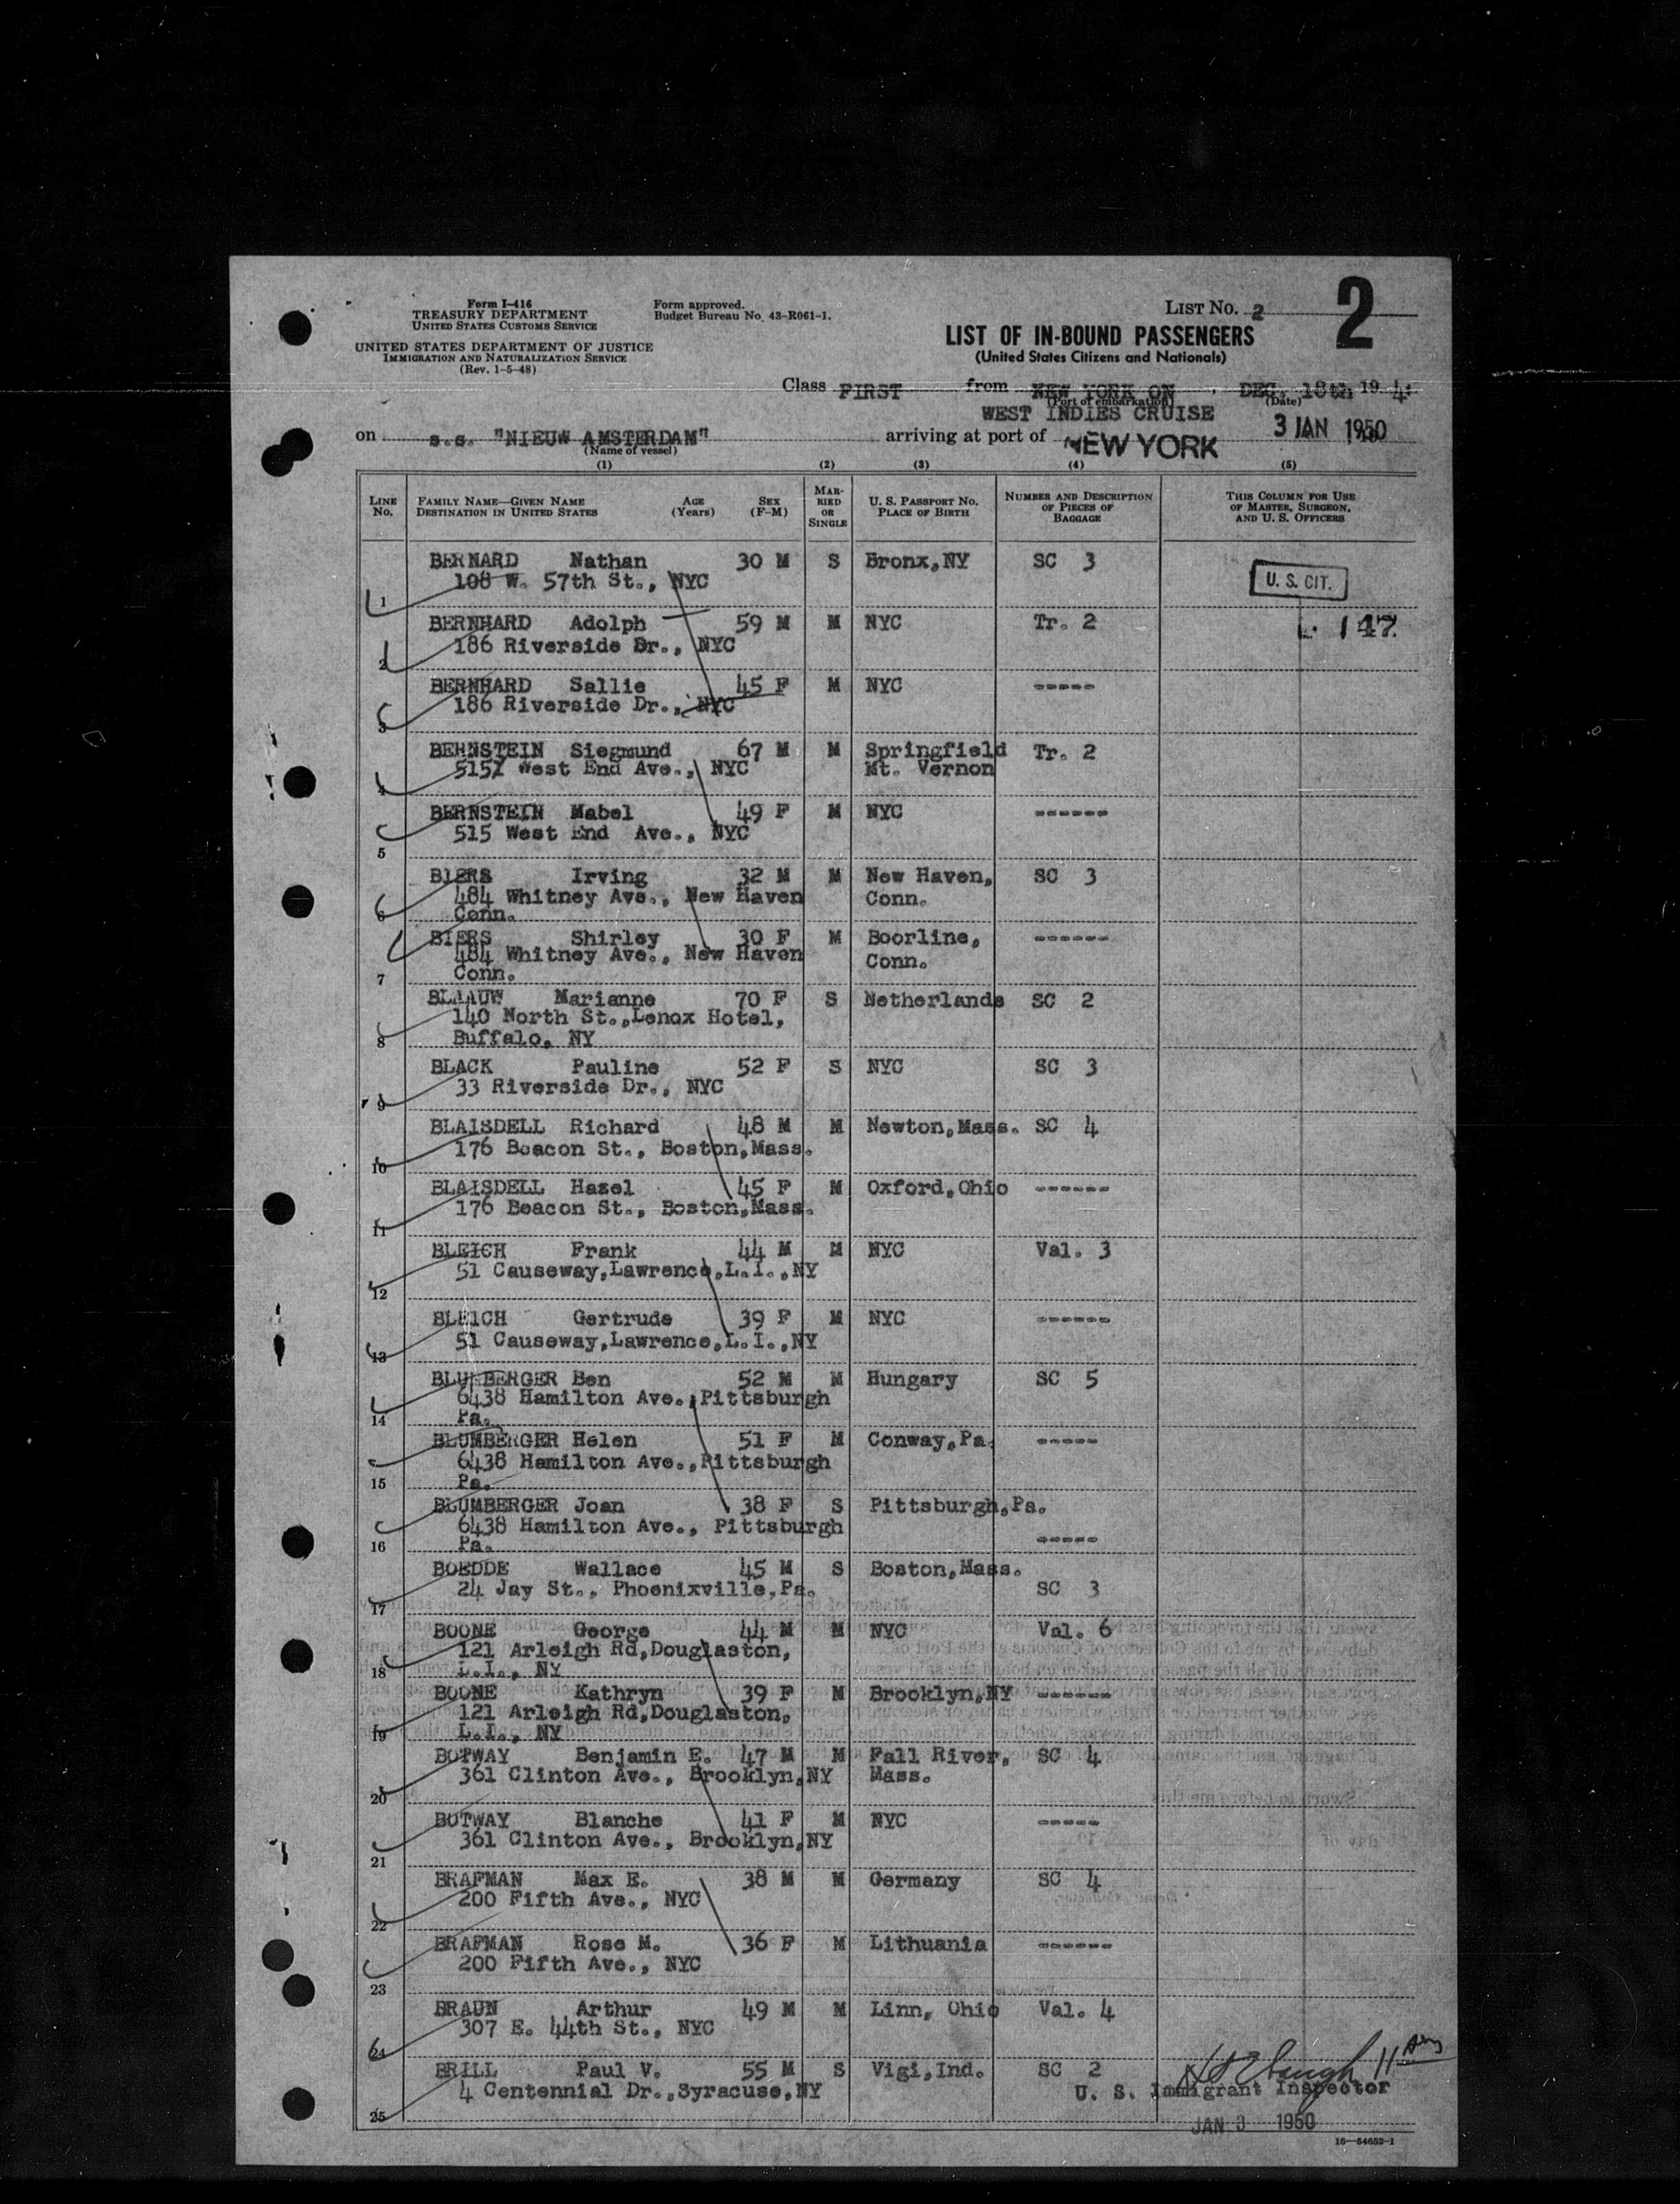 Form I-416
TREASURY DEPARTMENT
UNITED STATES CUSTOMS SERVICE
UNITED STATES DEPARTMENT OF JUSTICE
IMMIGRATION AND NATURALIZATION SERVICE
(Rev. 1-5-48)
Form approved.
Budget Bureau No. 43-R061-1.
LIST No. 2
2
LIST OF IN-BOUND PASSENGERS
(United States Citizens and Nationals)
Class FIRST from NEW YORK ON DEC. 18th 194
(Port of embarkation) (Date)
WEST INDIES CRUISE
on s.s. "NIEUW AMSTERDAM" arriving at port of NEW YORK 3 JAN 1950
(Name of vessel)
(1) (2) (3) (4) (5)
LINE No.
FAMILY NAME—GIVEN NAME
DESTINATION IN UNITED STATES
AGE (Years)
SEX (F-M)
MARRIED OR SINGLE
U. S. PASSPORT NO.
PLACE OF BIRTH
NUMBER AND DESCRIPTION OF PIECES OF BAGGAGE
THIS COLUMN FOR USE OF MASTER, SURGEON, AND U. S. OFFICERS
BERNARD Nathan 30 M S Bronx,NY SC 3
U. S. CIT.
1 108 W. 57th St., NYC
BERNHARD Adolph 59 M M NYC Tr. 2 147
2 186 Riverside Dr., NYC
BERNHARD Sallie 45 F M NYC -----
3 186 Riverside Dr., NYC
BERNSTEIN Siegmund 67 M M Springfield Tr. 2
4 515 West End Ave., NYC Mt. Vernon
BERNSTEIN Mabel 49 F M NYC ------
515 West End Ave., NYC
5
BIERS Irving 32 M M New Haven, SC 3
484 Whitney Ave., New Haven Conn.
6 Conn.
BIERS Shirley 30 F M Boorline, ------
484 Whitney Ave., New Haven Conn.
7 Conn.
BLAAUW Marianne 70 F S Netherlands SC 2
140 North St.,Lenox Hotel,
8 Buffalo, NY
BLACK Pauline 52 F S NYC SC 3
33 Riverside Dr., NYC
9
BLAISDELL Richard 48 M M Newton,Mass. SC 4
176 Beacon St., Boston,Mass.
10
BLAISDELL Hazel 45 F M Oxford,Ohio ------
176 Beacon St., Boston,Mass.
11
BLEICH Frank 44 M M NYC Val. 3
51 Causeway,Lawrence,L.I.,NY
12
BLEICH Gertrude 39 F M NYC ------
51 Causeway,Lawrence,L.I.,NY
13
BLUMBERGER Ben 52 M M Hungary SC 5
6438 Hamilton Ave.,Pittsburgh
14 Pa.
BLUMBERGER Helen 51 F M Conway,Pa. -----
6438 Hamilton Ave.,Pittsburgh
15 Pa.
BLUMBERGER Joan 38 F S Pittsburgh,Pa.
6438 Hamilton Ave., Pittsburgh
16 Pa. -----
BOEDDE Wallace 45 M S Boston,Mass.
24 Jay St., Phoenixville,Pa. SC 3
17
BOONE George 44 M M NYC Val. 6
121 Arleigh Rd,Douglaston,
18 L.I., NY
BOONE Kathryn 39 F M Brooklyn,NY ------
121 Arleigh Rd,Douglaston,
19 L.I., NY
BOTWAY Benjamin E. 47 M M Fall River, SC 4
361 Clinton Ave., Brooklyn,NY Mass.
20
BOTWAY Blanche 41 F M NYC -----
361 Clinton Ave., Brooklyn,NY
21
BRAFMAN Max E. 38 M M Germany SC 4
200 Fifth Ave., NYC
22
BRAFMAN Rose M. 36 F M Lithuania ------
200 Fifth Ave., NYC
23
BRAUN Arthur 49 M M Linn, Ohio Val. 4
307 E. 44th St., NYC
24
BRILL Paul V. 55 M S Vigi,Ind. SC 2
4 Centennial Dr.,Syracuse,NY U. S. Immigrant Inspector
25
JAN 3 1950
16—54652-1